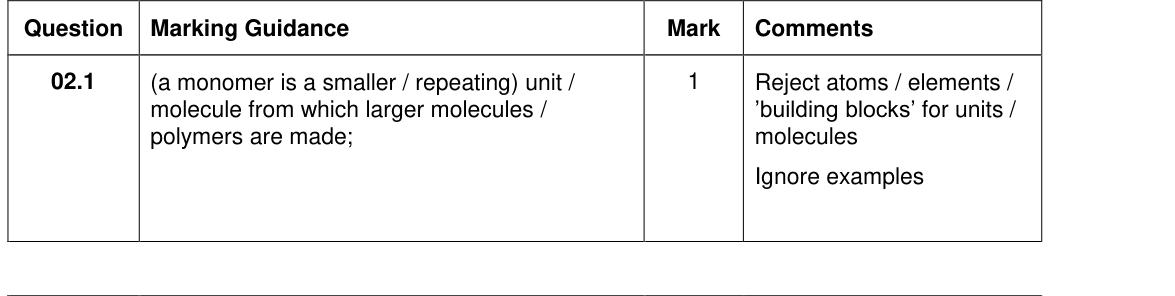 Question Marking Guidance Mark Comments
02.1 (a monomer is a smaller / repeating) unit / 1 Reject atoms / elements /
molecule from which larger molecules / ’building blocks’ for units /
polymers are made; molecules
Ignore examples